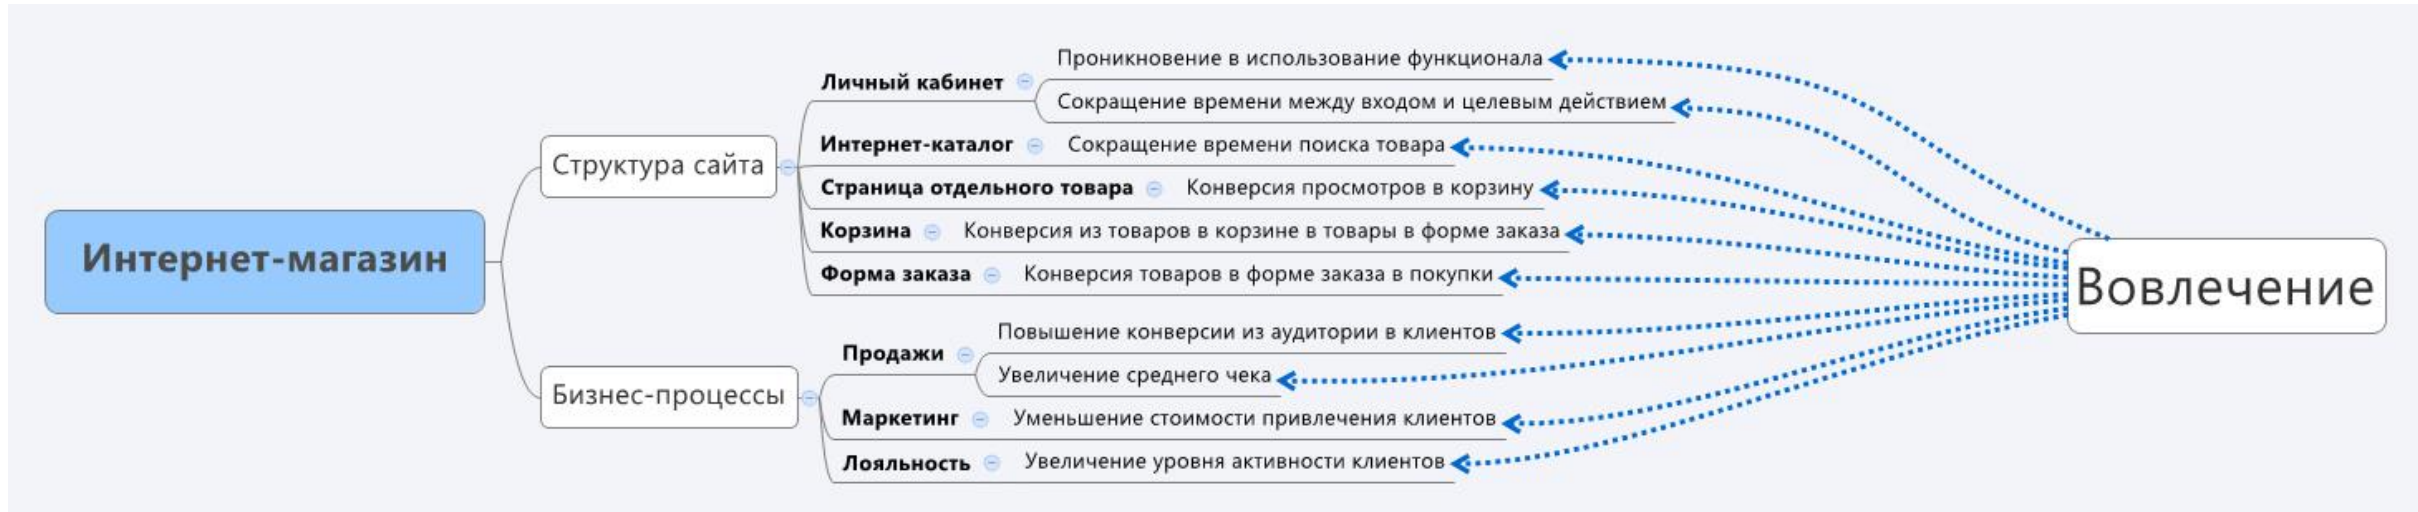 Интернет-магазин
Структура сайта
Личный кабинет
Проникновение в использование функционала
Сокращение времени между входом и целевым действием
Интернет-каталог
Сокращение времени поиска товара
Страница отдельного товара
Конверсия просмотров в корзину
Корзина
Конверсия из товаров в корзине в товары в форме заказа
Форма заказа
Конверсия товаров в форме заказа в покупки
Бизнес-процессы
Продажи
Повышение конверсии из аудитории в клиентов
Увеличение среднего чека
Маркетинг
Уменьшение стоимости привлечения клиентов
Лояльность
Увеличение уровня активности клиентов
Вовлечение